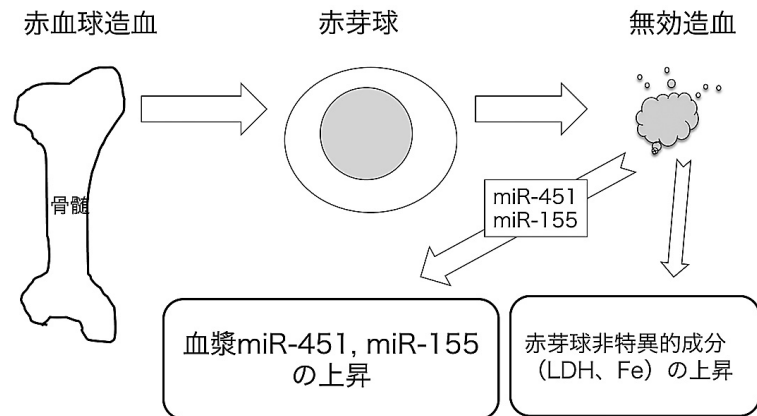 赤血球造血
赤芽球
無効造血
骨髄
miR-451
miR-155
血漿miR-451, miR-155
の上昇
赤芽球非特異的成分
（LDH、Fe）の上昇